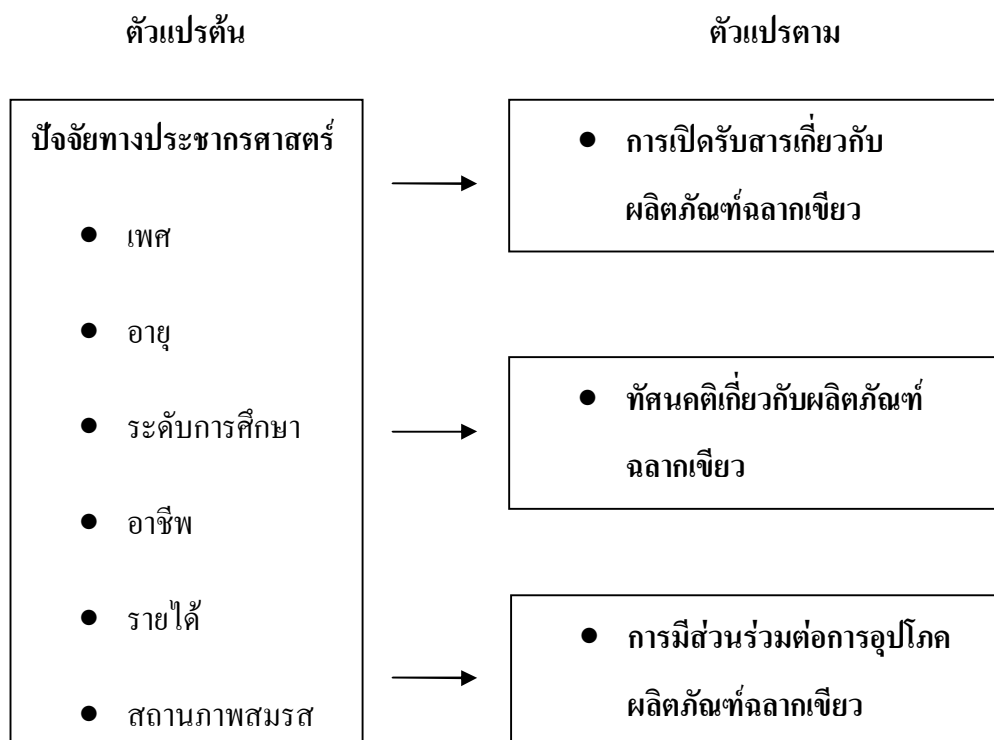 ตัวแปรต้น
ตัวแปรตาม
ปัจจัยทางประชากรศาสตร์
● เพศ
● อายุ
● ระดับการศึกษา
● อาชีพ
● รายได้
● สถานภาพสมรส
● การเปิดรับสารเกี่ยวกับ
ผลิตภัณฑ์ฉลากเขียว
● ทัศนคติเกี่ยวกับผลิตภัณฑ์
ฉลากเขียว
● การมีส่วนร่วมต่อการอุปโภค
ผลิตภัณฑ์ฉลากเขียว